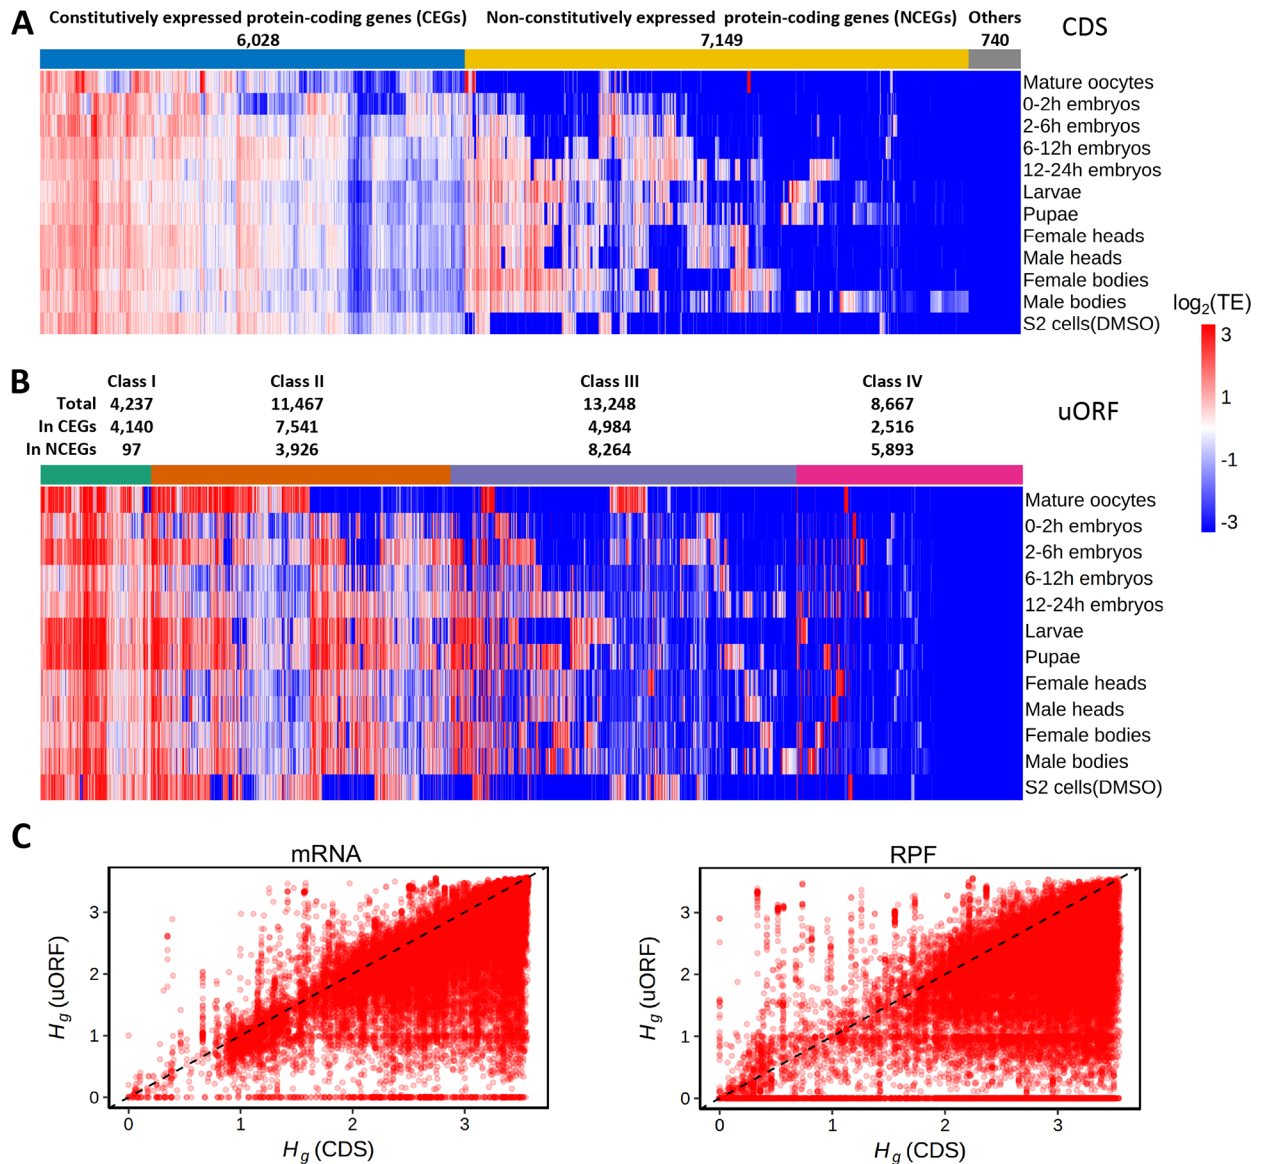 A
Constitutively expressed protein-coding genes (CEGs) Non-constitutively expressed protein-coding genes (NCEGs) Others
6,028 7,149 740
CDS
Mature oocytes
0-2h embryos
2-6h embryos
6-12h embryos
12-24h embryos
Larvae
Pupae
Female heads
Male heads
Female bodies
Male bodies
S2 cells(DMSO)
log2(TE)
3
1
-1
-3
B
Class I Class II Class III Class IV
Total 4,237 11,467 13,248 8,667
In CEGs 4,140 7,541 4,984 2,516
In NCEGs 97 3,926 8,264 5,893
uORF
Mature oocytes
0-2h embryos
2-6h embryos
6-12h embryos
12-24h embryos
Larvae
Pupae
Female heads
Male heads
Female bodies
Male bodies
S2 cells(DMSO)
C
mRNA
Hg (uORF)
3
2
1
0
0 1 2 3
Hg (CDS)
RPF
Hg (uORF)
3
2
1
0
0 1 2 3
Hg (CDS)